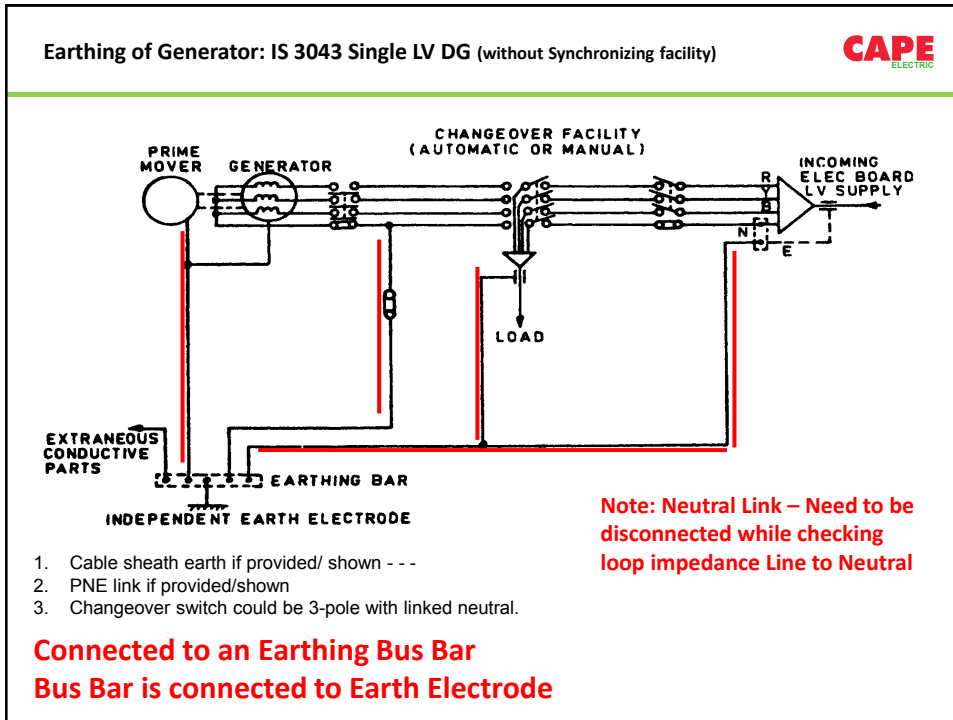 Earthing of Generator: IS 3043 Single LV DG (without Synchronizing facility)
CAPE
ELECTRIC
CHANGEOVER FACILITY
(AUTOMATIC OR MANUAL)
PRIME
MOVER
GENERATOR
INCOMING
ELEC BOARD
LV SUPPLY
R
Y
B
N
E
LOAD
EXTRANEOUS
CONDUCTIVE
PARTS
EARTHING BAR
INDEPENDENT EARTH ELECTRODE
Note: Neutral Link – Need to be
disconnected while checking
loop impedance Line to Neutral
1. Cable sheath earth if provided/ shown - - -
2. PNE link if provided/shown
3. Changeover switch could be 3-pole with linked neutral.
Connected to an Earthing Bus Bar
Bus Bar is connected to Earth Electrode